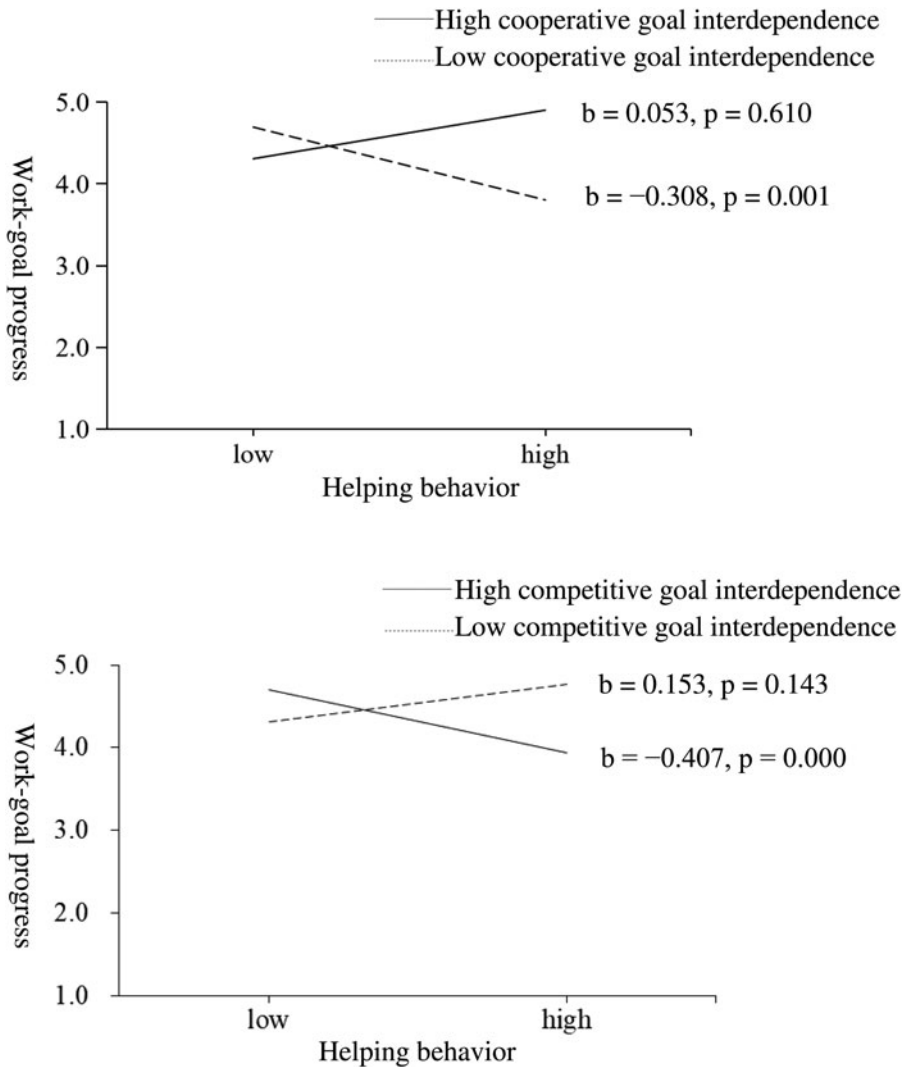 High cooperative goal interdependence
Low cooperative goal interdependence
5.0
4.0
3.0
2.0
1.0
Work-goal progress
b = 0.053, p = 0.610
b = −0.308, p = 0.001
low
high
Helping behavior
High competitive goal interdependence
Low competitive goal interdependence
5.0
4.0
3.0
2.0
1.0
Work-goal progress
b = 0.153, p = 0.143
b = −0.407, p = 0.000
low
high
Helping behavior